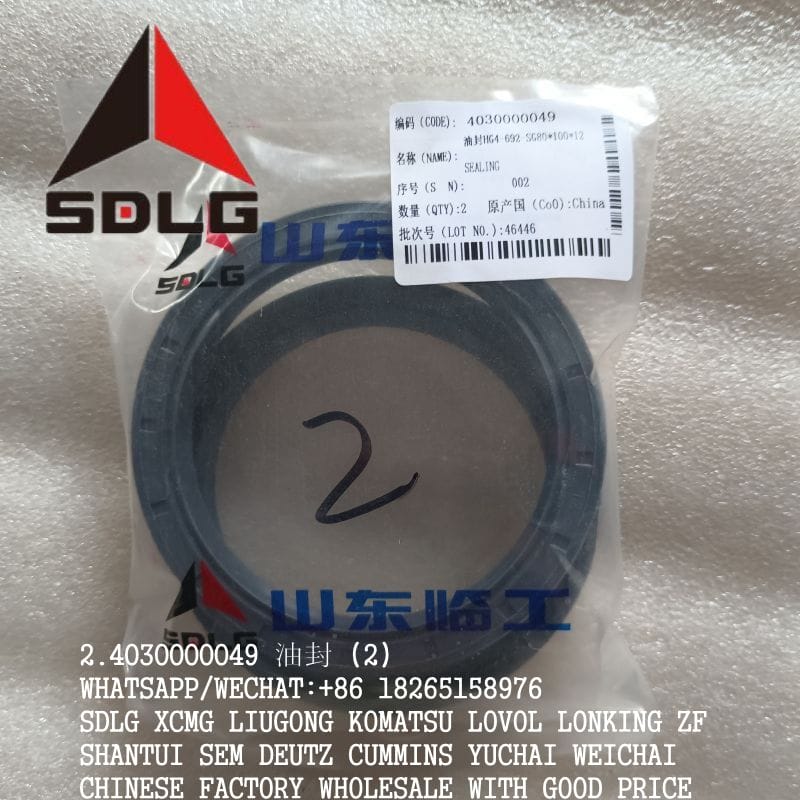 SDLG
编码(CODE): 4030000049
油封HG4-692 SG80*100*12
名称(NAME):
SEALING
序号(S N): 002
数量(QTY):2 原产国(CoO):China
批次号(LOT NO.):46446
山东
SDLG
2
山东临工
SDLG
2.4030000049 油封 (2)
WHATSAPP/WECHAT:+86 18265158976
SDLG XCMG LIUGONG KOMATSU LOVOL LONKING ZF
SHANTUI SEM DEUTZ CUMMINS YUCHAI WEICHAI
CHINESE FACTORY WHOLESALE WITH GOOD PRICE